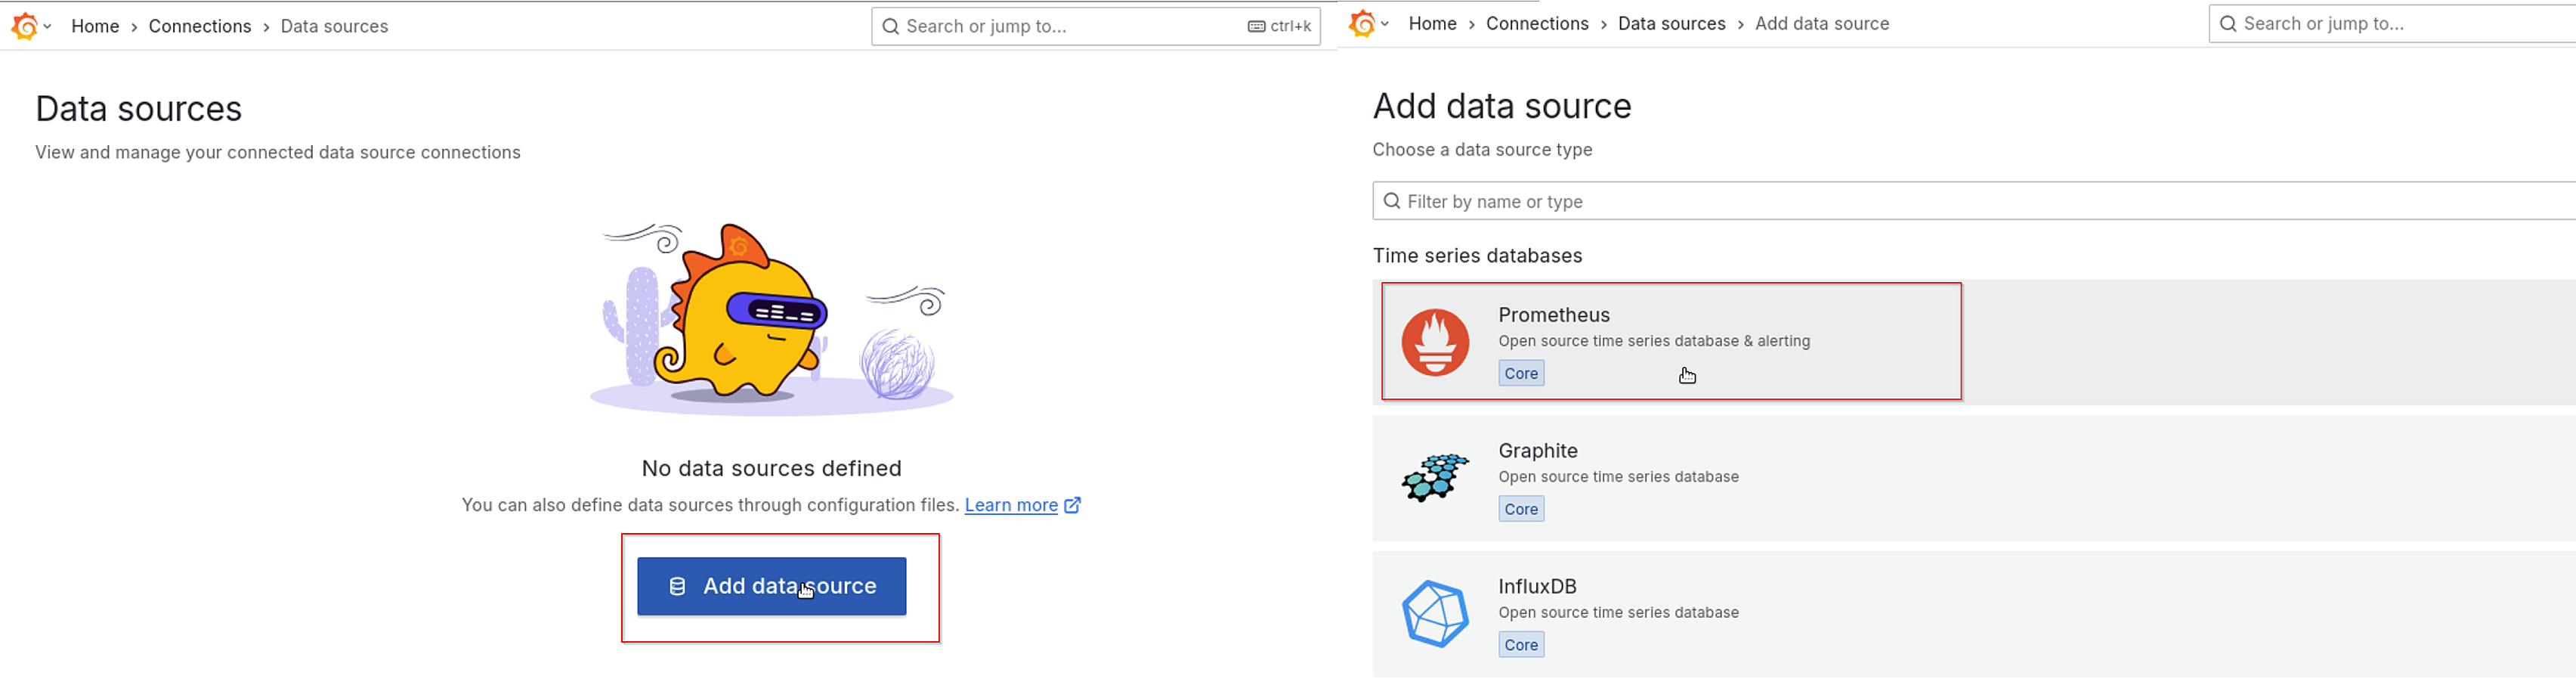 Home > Connections > Data sources
Search or jump to...
ctrl+k
Data sources
View and manage your connected data source connections
No data sources defined
You can also define data sources through configuration files. Learn more
Add data source
Home > Connections > Data sources > Add data source
Search or jump to...
Add data source
Choose a data source type
Filter by name or type
Time series databases
Prometheus
Open source time series database & alerting
Core
Graphite
Open source time series database
Core
InfluxDB
Open source time series database
Core